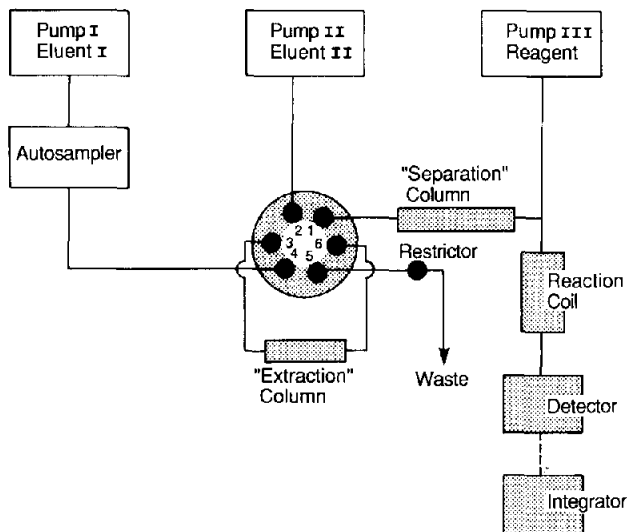 Pump I
Eluent I
Pump II
Eluent II
Pump III
Reagent
Autosampler
"Separation"
Column
2 1
3 6
4 5
Restrictor
Reaction
Coil
"Extraction"
Column
Waste
Detector
Integrator